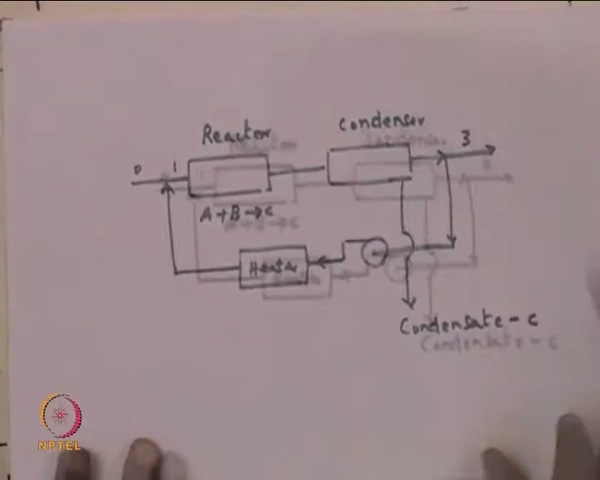 Reactor
Condenser
0
1
3
A + B → C
Heater
Condensate - C
NPTEL